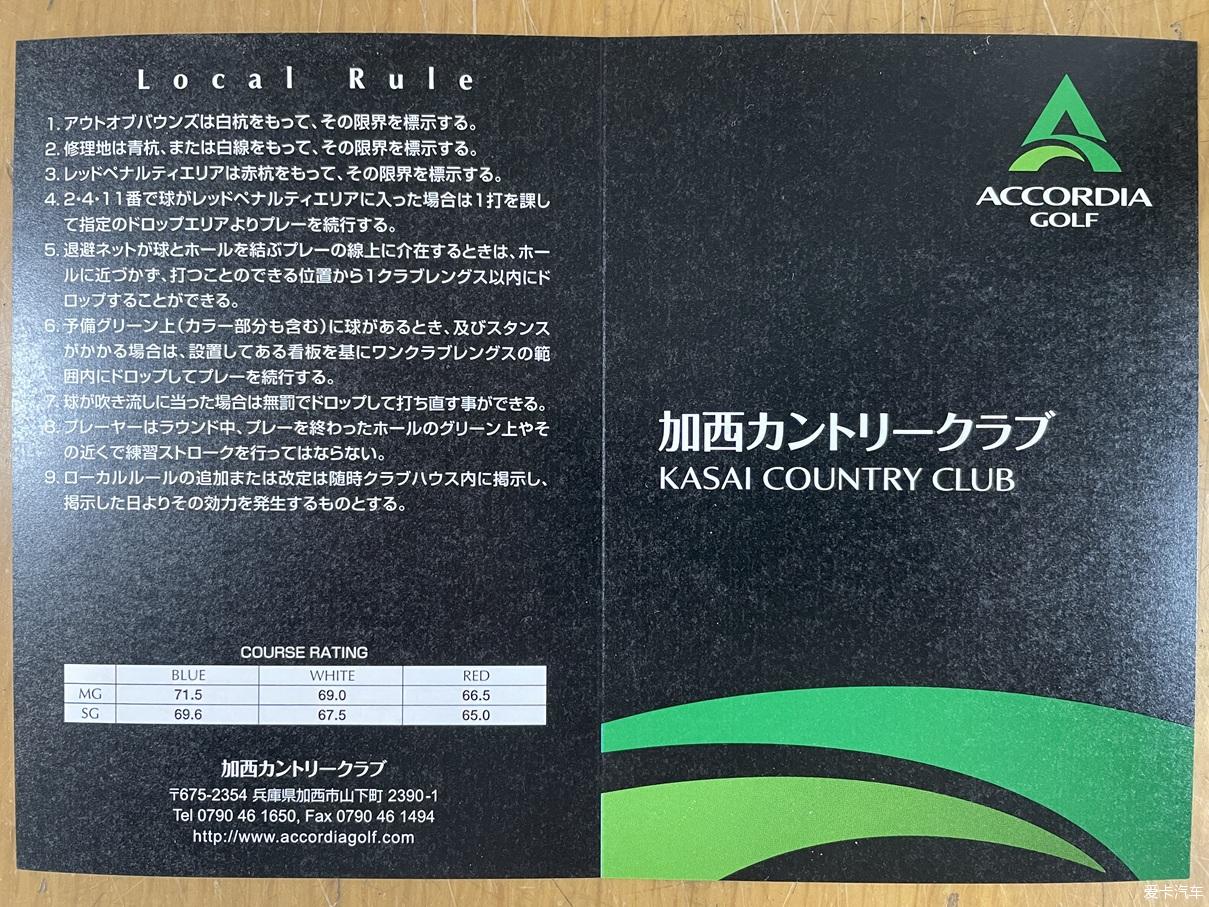 Local Rule
1. アウトオブバウンズは白杭をもって、その限界を標示する。
2. 修理地は青杭、または白線をもって、その限界を標示する。
3. レッドペナルティエリアは赤杭をもって、その限界を標示する。
4. 2・4・11番で球がレッドペナルティエリアに入った場合は1打を課し
て指定のドロップエリアよりプレーを続行する。
5. 退避ネットが球とホールを結ぶプレーの線上に介在するときは、ホー
ルに近づかず、打つことのできる位置から1クラブレングス以内にド
ロップすることができる。
6. 予備グリーン上(カラー部分も含む)に球があるとき、及びスタンス
がかかる場合は、設置してある看板を基にワンクラブレングスの範
囲内にドロップしてプレーを続行する。
7. 球が吹き流しに当った場合は無罰でドロップして打ち直す事ができる。
8. プレーヤーはラウンド中、プレーを終わったホールのグリーン上やそ
の近くで練習ストロークを行ってはならない。
9. ローカルルールの追加または改定は随時クラブハウス内に掲示し、
掲示した日よりその効力を発生するものとする。
COURSE RATING
BLUE WHITE RED
MG 71.5 69.0 66.5
SG 69.6 67.5 65.0
加西カントリークラブ
〒675-2354 兵庫県加西市山下町 2390-1
Tel 0790 46 1650, Fax 0790 46 1494
http://www.accordiagolf.com
ACCORDIA
GOLF
加西カントリークラブ
KASAI COUNTRY CLUB
爱卡汽车